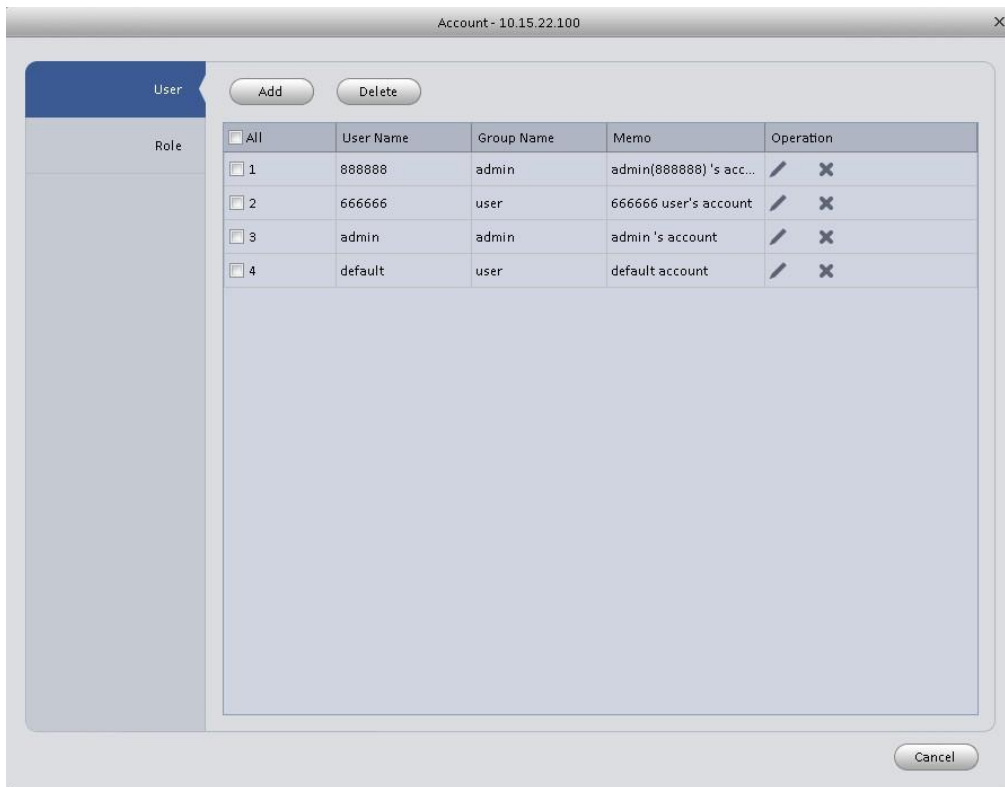 Account - 10.15.22.100 X
User
Role
Add Delete
All User Name Group Name Memo Operation
1 888888 admin admin(888888) 's acc...
2 666666 user 666666 user's account
3 admin admin admin 's account
4 default user default account
Cancel